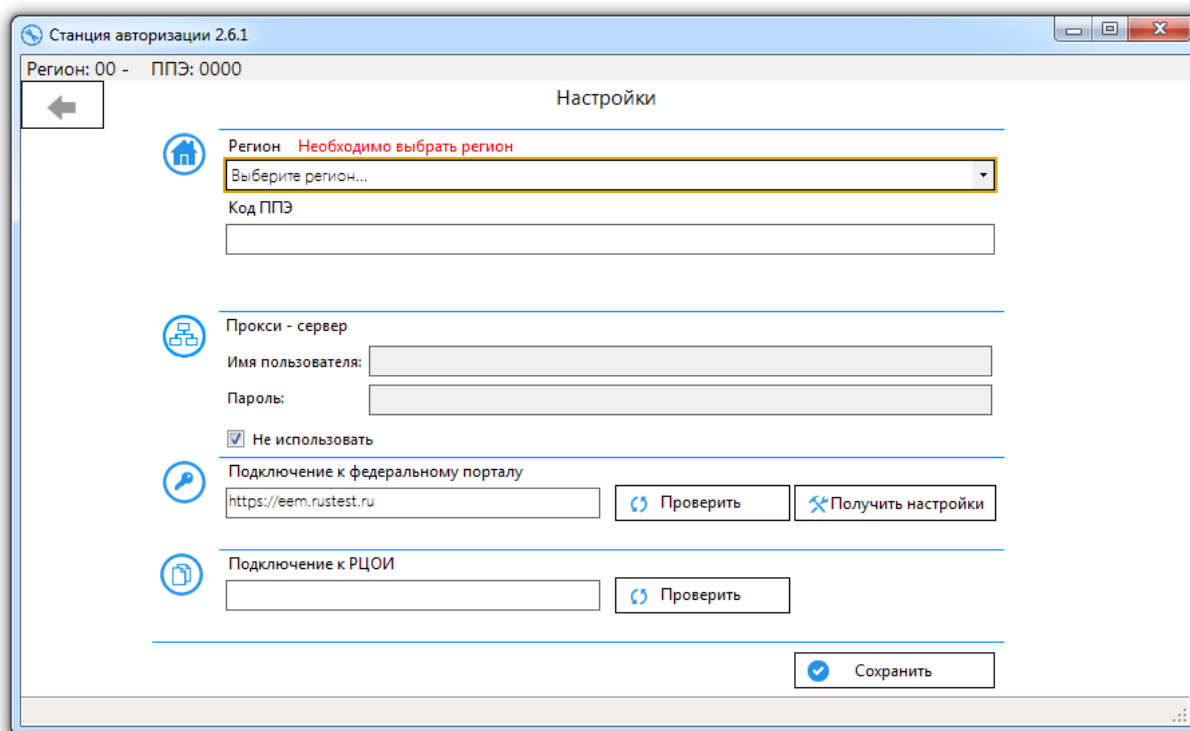 Станция авторизации 2.6.1
Регион: 00 - ППЭ: 0000
Настройки
Регион Необходимо выбрать регион
Выберите регион...
Код ППЭ
Прокси - сервер
Имя пользователя:
Пароль:
Не использовать
Подключение к федеральному порталу
https://eem.rustest.ru Проверить Получить настройки
Подключение к РЦОИ
Проверить
Сохранить